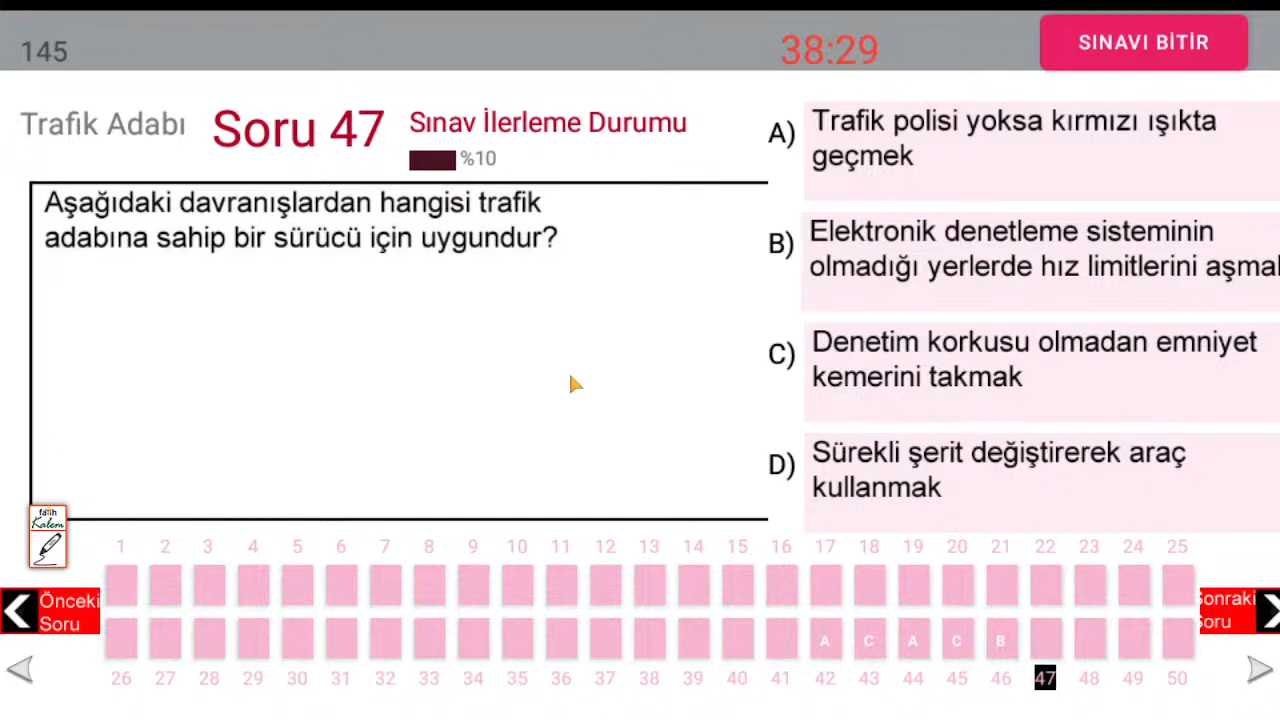 145
38:29
SINAVI BİTİR
Trafik Adabı
Soru 47
Sınav İlerleme Durumu
%10
Aşağıdaki davranışlardan hangisi trafik
adabına sahip bir sürücü için uygundur?
A)
Trafik polisi yoksa kırmızı ışıkta
geçmek
B)
Elektronik denetleme sisteminin
olmadığı yerlerde hız limitlerini aşma
C)
Denetim korkusu olmadan emniyet
kemerini takmak
D)
Sürekli şerit değiştirerek araç
kullanmak
fatih
Kalem
1 2 3 4 5 6 7 8 9 10 11 12 13 14 15 16 17 18 19 20 21 22 23 24 25
Önceki
Soru
Sonraki
Soru
A C A C B
26 27 28 29 30 31 32 33 34 35 36 37 38 39 40 41 42 43 44 45 46 47 48 49 50